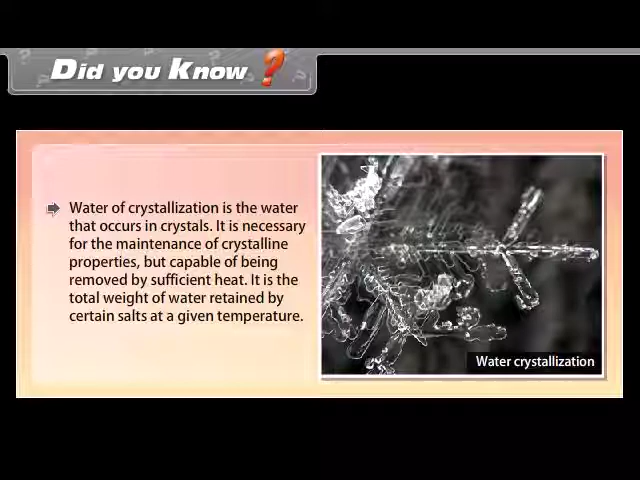 Did you Know ?
Water of crystallization is the water
that occurs in crystals. It is necessary
for the maintenance of crystalline
properties, but capable of being
removed by sufficient heat. It is the
total weight of water retained by
certain salts at a given temperature.
Water crystallization